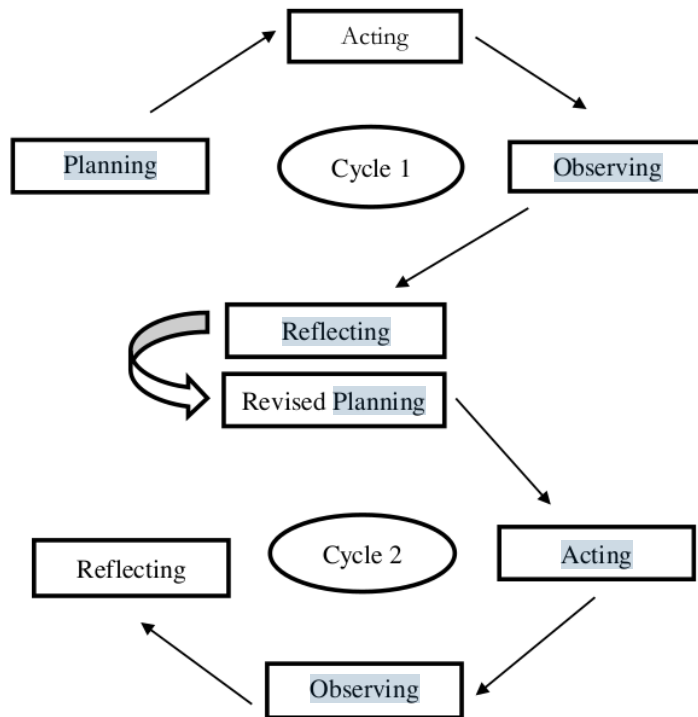 Acting
Planning
Cycle 1
Observing
Reflecting
Revised Planning
Cycle 2
Acting
Reflecting
Observing